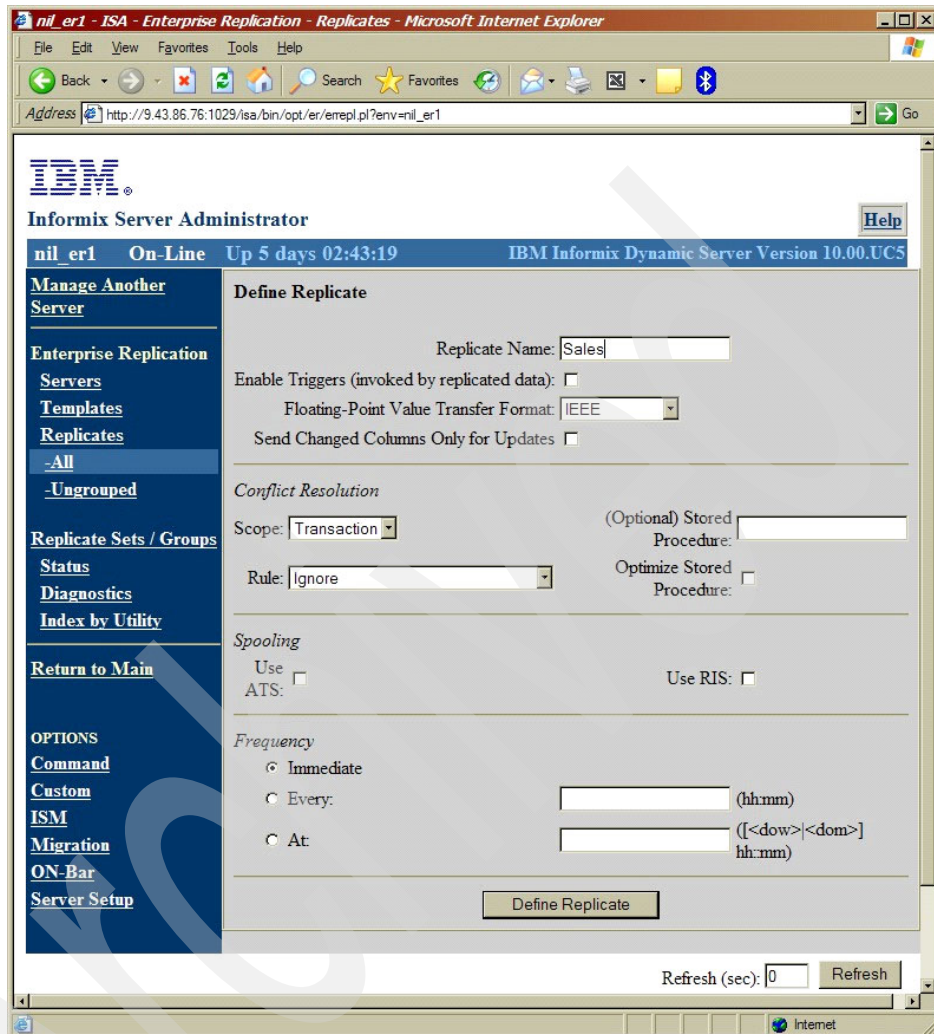 nil_er1 - ISA - Enterprise Replication - Replicates - Microsoft Internet Explorer
File Edit View Favorites Tools Help
Back Search Favorites
Address http://9.43.86.76:1029/isa/bin/opt/er/errepl.pl?env=nil_er1 Go
IBM®
Informix Server Administrator Help
nil_er1 On-Line Up 5 days 02:43:19 IBM Informix Dynamic Server Version 10.00.UC5
Manage Another
Server
Enterprise Replication
Servers
Templates
Replicates
-All
-Ungrouped
Replicate Sets / Groups
Status
Diagnostics
Index by Utility
Return to Main
OPTIONS
Command
Custom
ISM
Migration
ON-Bar
Server Setup
Define Replicate
Replicate Name: Sales
Enable Triggers (invoked by replicated data):
Floating-Point Value Transfer Format: IEEE
Send Changed Columns Only for Updates
Conflict Resolution
Scope: Transaction
(Optional) Stored
Procedure:
Rule: Ignore
Optimize Stored
Procedure:
Spooling
Use
ATS:
Use RIS:
Frequency
Immediate
Every: (hh:mm)
At: ([<dow>|<dom>]
hh::mm)
Define Replicate
Refresh (sec): 0 Refresh
Internet